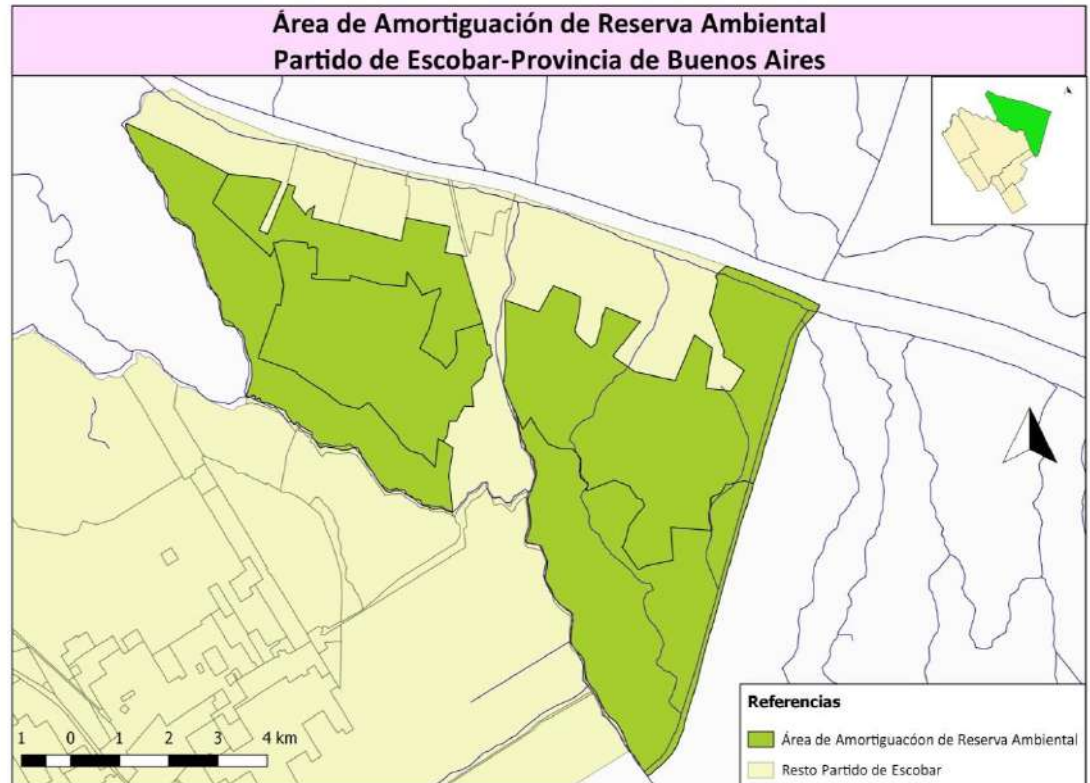 Área de Amortiguación de Reserva Ambiental
Partido de Escobar-Provincia de Buenos Aires
Referencias
Área de Amortiguacóon de Reserva Ambiental
Resto Partido de Escobar
1 0 1 2 3 4 km